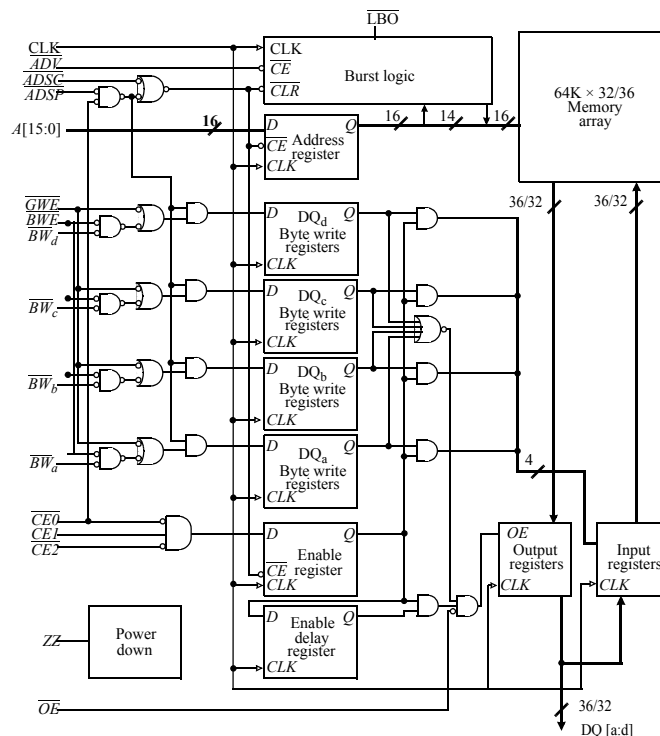 LBO
CLK
ADV
ADSC
ADSP
CLK
CE
CLR
Burst logic
64K × 32/36
Memory
array
A[15:0]
16
D
Q
Address
register
CE
CLK
16
14
16
36/32
36/32
GWE
BWE
BWd
D
DQd
Q
Byte write
registers
CLK
BWc
D
DQc
Q
Byte write
registers
CLK
BWb
D
DQb
Q
Byte write
registers
CLK
BWa
D
DQa
Q
Byte write
registers
CLK
4
CE0
CE1
CE2
D
Q
Enable
register
CE
CLK
OE
Output
registers
CLK
Input
registers
CLK
D
Q
Enable
delay
register
CLK
ZZ
Power
down
OE
36/32
DQ [a:d]